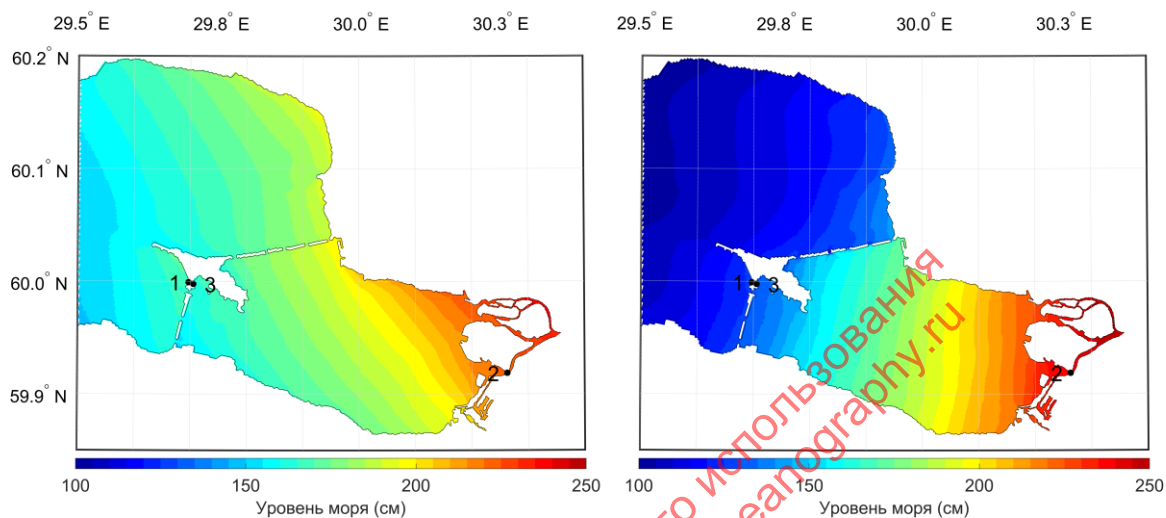 29.5° E 29.8° E 30.0° E 30.3° E 29.5° E 29.8° E 30.0° E 30.3° E
60.2° N
60.1° N
60.0° N
59.9° N
1 3
2
1 3
2
го использования
eanography.ru
100 150 200 250
Уровень моря (см)
100 150 200 250
Уровень моря (см)